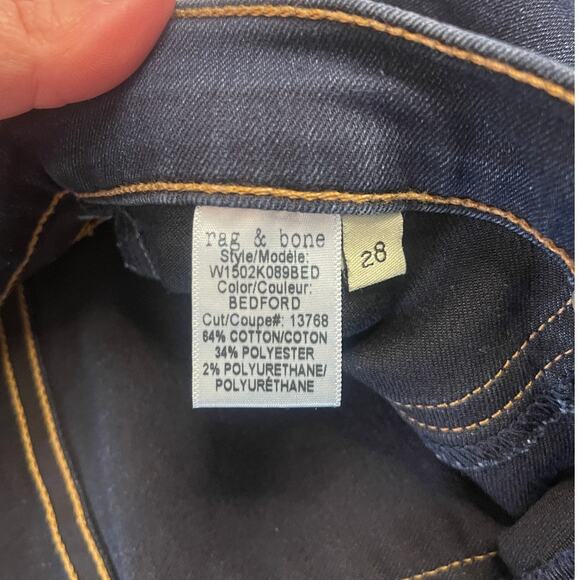 rag & bone
Style/Modèle:
W1502K089BED
Color/Couleur:
BEDFORD
Cut/Coupe#: 13768
64% COTTON/COTON
34% POLYESTER
2% POLYURETHANE/
POLYURÉTHANE
28